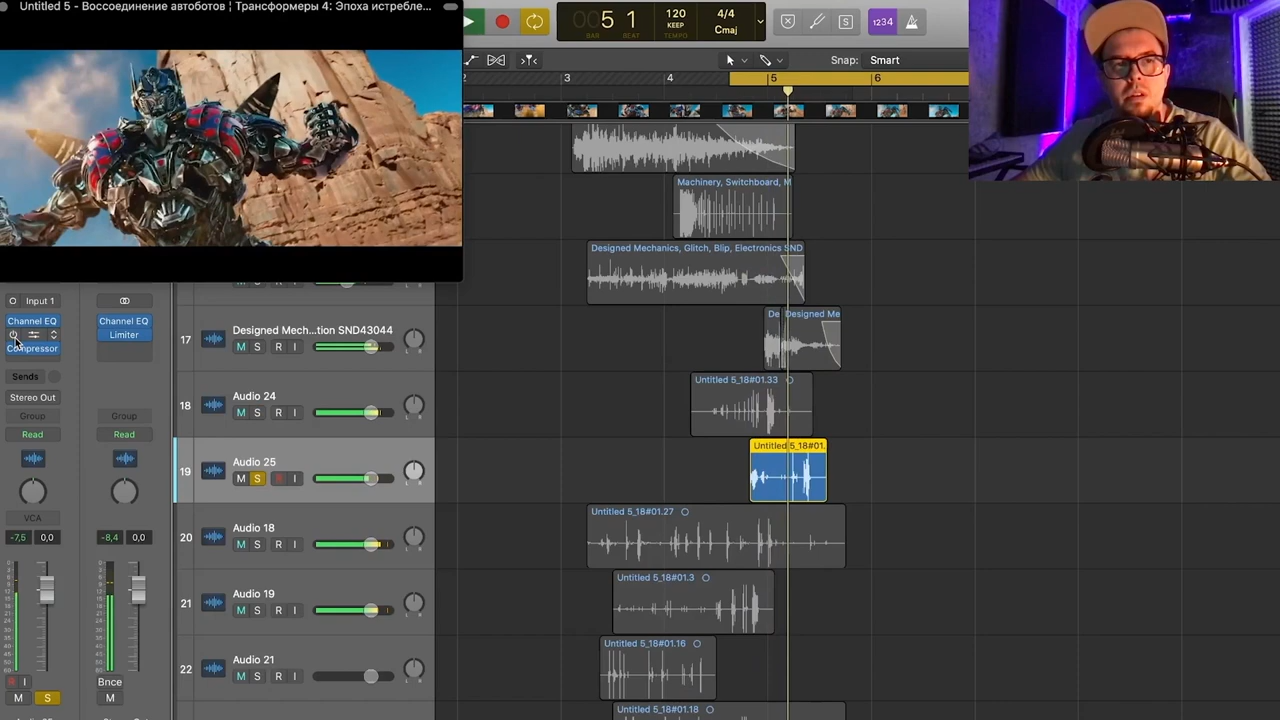 Untitled 5 - Воссоединение автоботов ¦ Трансформеры 4: Эпоха истребле...
5 1
BAR
BEAT
120
KEEP
TEMPO
4/4
Cmaj
S
1234
Snap: Smart
2
3
4
5
6
Machinery, Switchboard, M
Designed Mechanics, Glitch, Blip, Electronics SND
Input 1
Channel EQ
Channel EQ
Limiter
Compressor
Sends
Stereo Out
Group
Group
Read
Read
VCA
-7,5
0,0
-8,4
0,0
R I
Bnce
M
S
M
17
Designed Mech...tion SND43044
M S R I
L R
De
Designed Me
18
Audio 24
M S R I
L R
Untitled 5_18#01.33
19
Audio 25
M S R I
L R
Untitled 5_18#01.
20
Audio 18
M S R I
L R
Untitled 5_18#01.27
21
Audio 19
M S R I
L R
Untitled 5_18#01.3
22
Audio 21
M S R I
L R
Untitled 5_18#01.16
Untitled 5_18#01.18